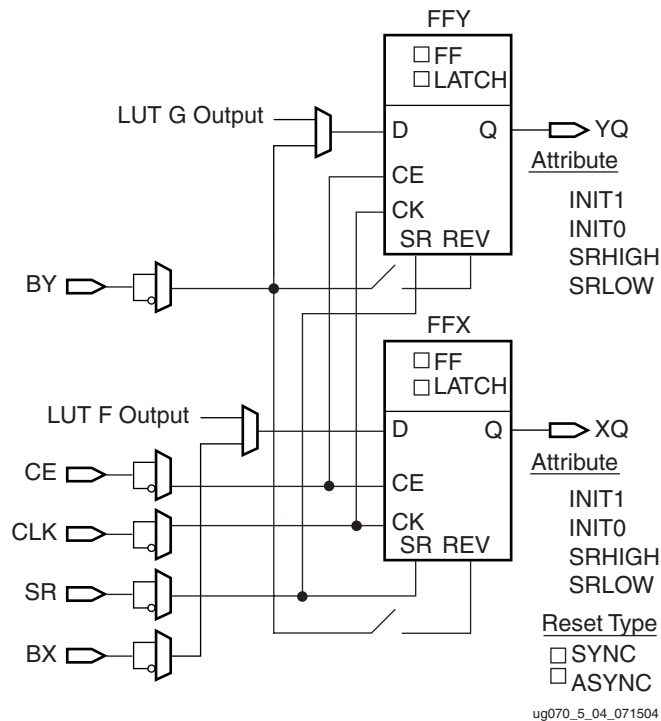 FFY
FF
LATCH
LUT G Output
D
Q
YQ
CE
CK
SR REV
Attribute
INIT1
INIT0
SRHIGH
SRLOW
BY
FFX
FF
LATCH
LUT F Output
D
Q
XQ
CE
CE
CLK
CK
SR REV
Attribute
INIT1
INIT0
SRHIGH
SRLOW
SR
BX
Reset Type
SYNC
ASYNC
ug070_5_04_071504